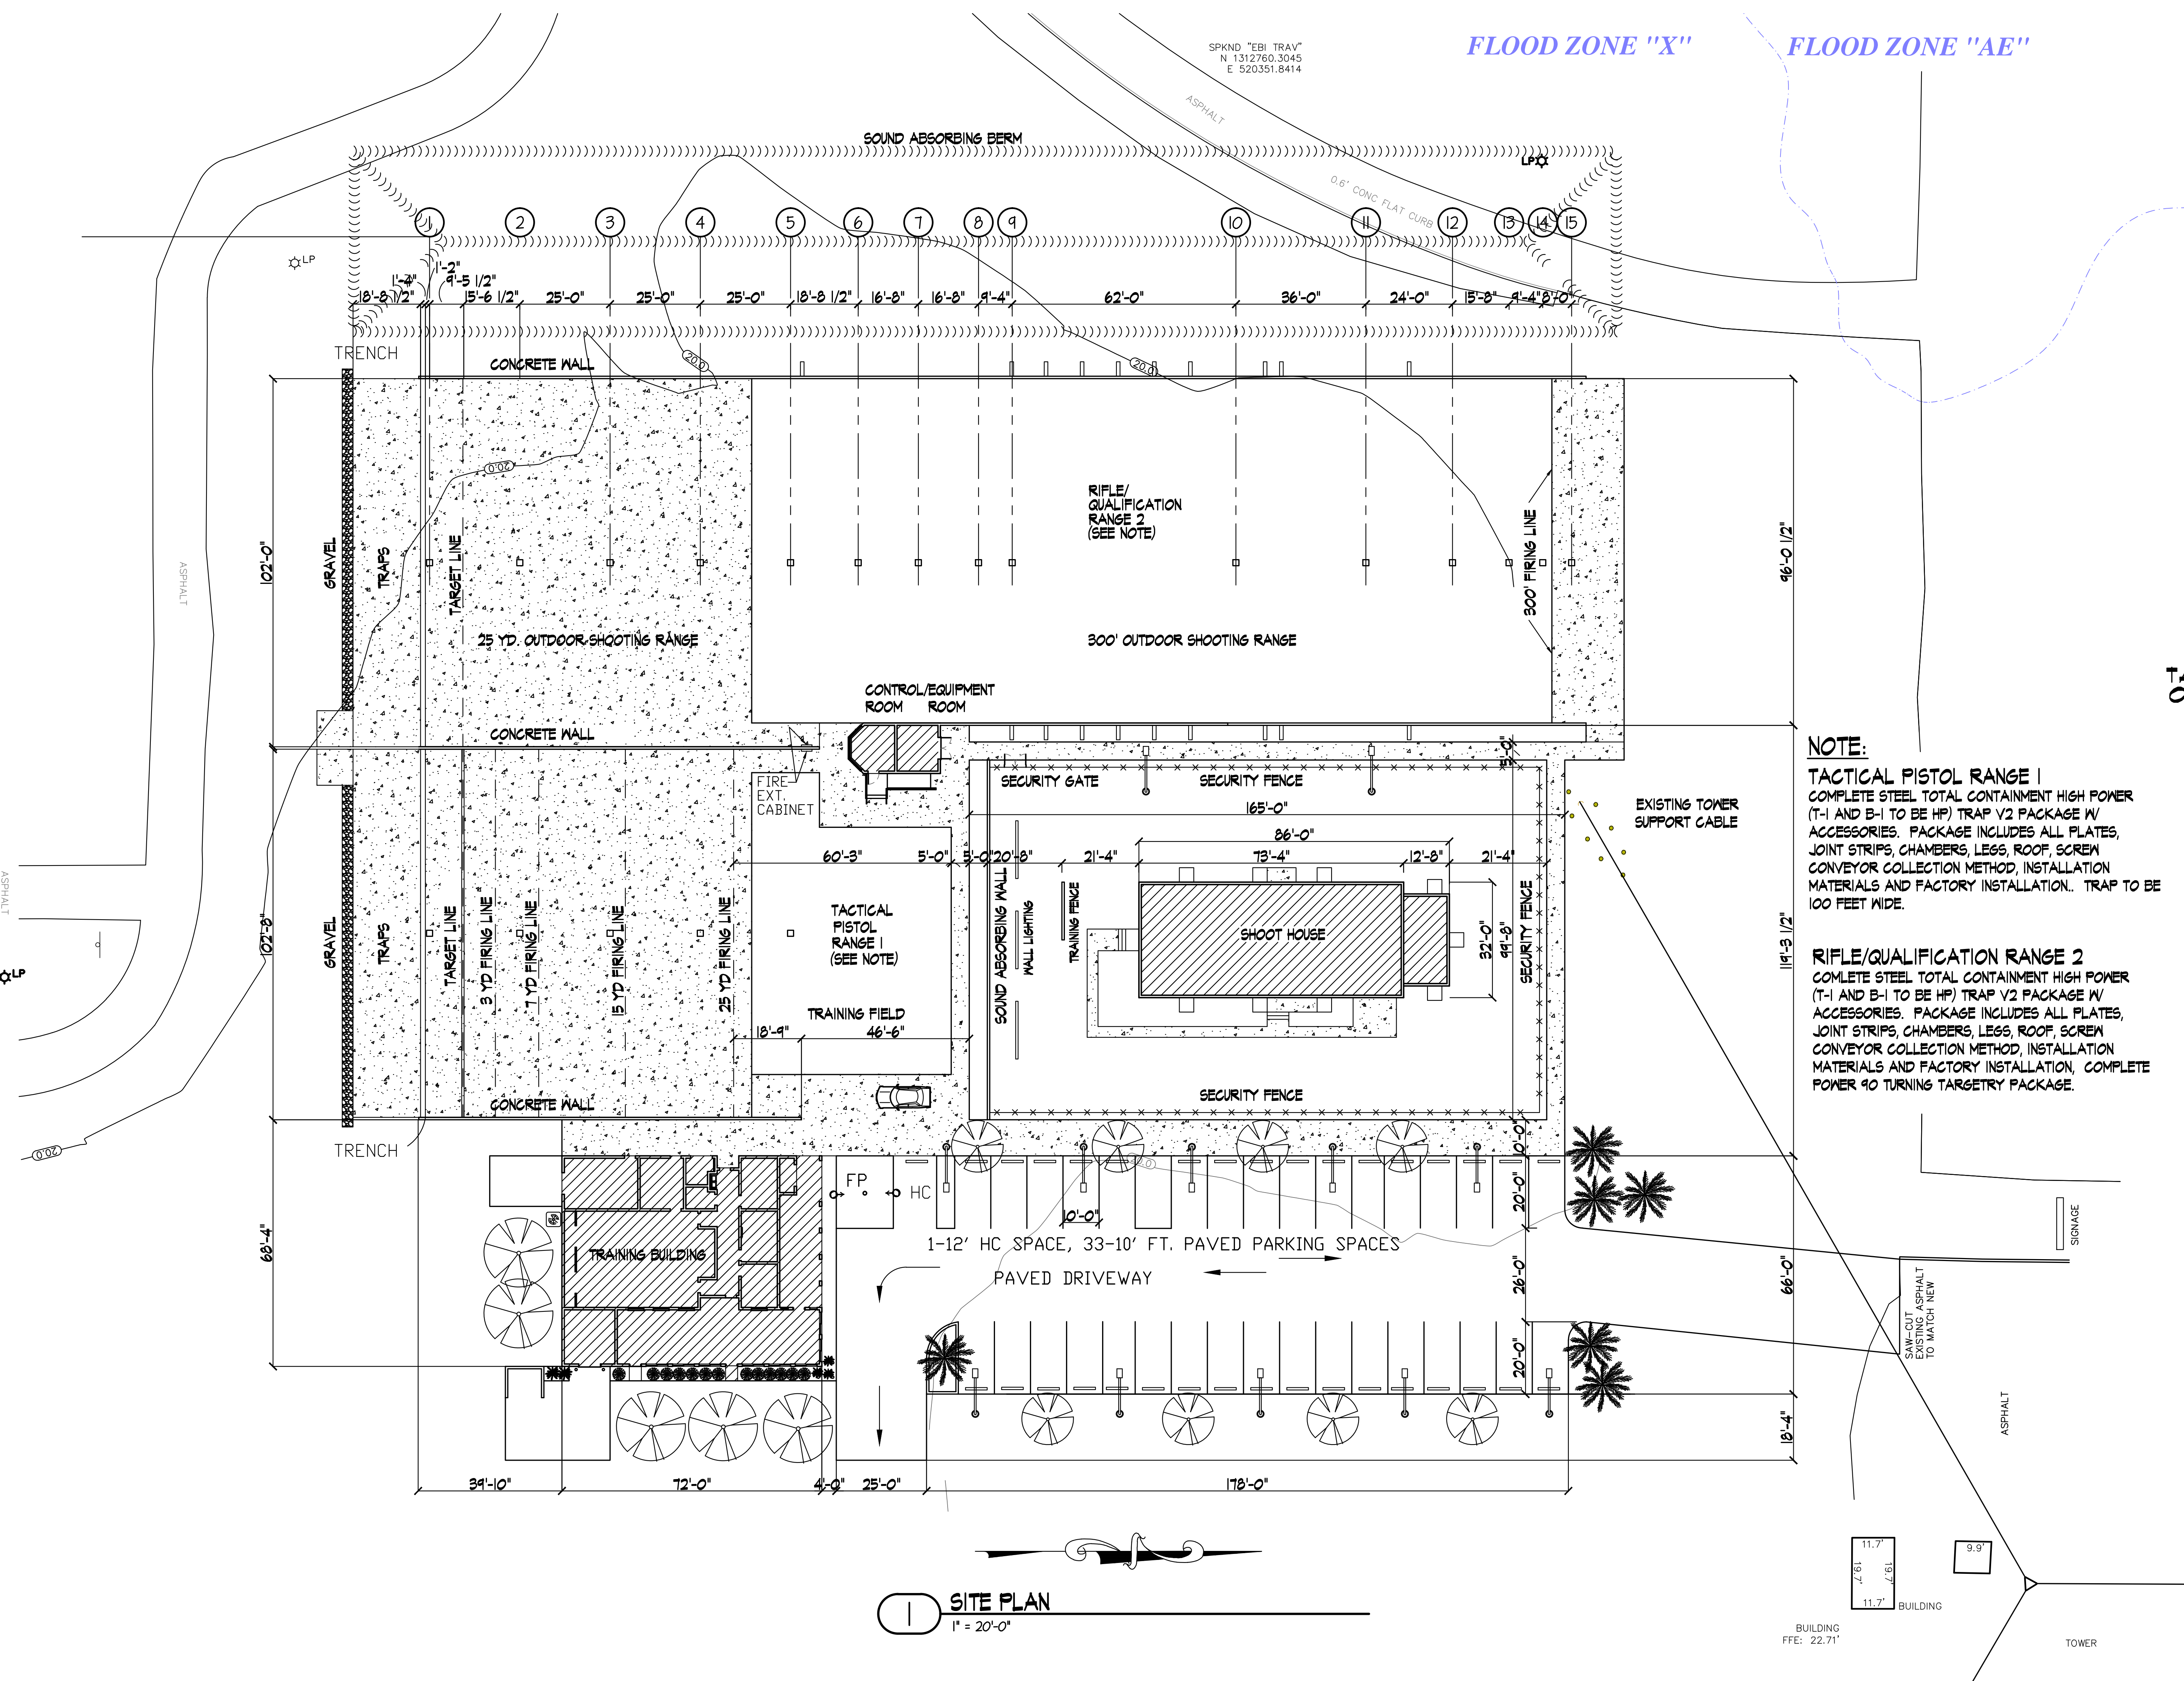 FLOOD ZONE "X"
FLOOD ZONE "AE"
SPKND "EBI TRAV"
N 1312760.3045
E 520351.8414
ASPHALT
SOUND ABSORBING BERM
LP
0.6' CONC FLAT CURB
1
2
3
4
5
6
7
8
9
10
11
12
13
14
15
LP
1'-2"
1'-4"
9'-5 1/2"
18'-8 1/2"
15'-6 1/2"
25'-0"
25'-0"
25'-0"
18'-8 1/2"
16'-8"
16'-8"
9'-4"
62'-0"
36'-0"
24'-0"
15'-8"
9'-4"
8'-0"
TRENCH
CONCRETE WALL
20.0
20.0
20.0
RIFLE/
QUALIFICATION
RANGE 2
(SEE NOTE)
102'-0"
GRAVEL
TRAPS
TARGET LINE
300' FIRING LINE
96'-0 1/2"
ASPHALT
25 YD. OUTDOOR SHOOTING RANGE
300' OUTDOOR SHOOTING RANGE
CONTROL/EQUIPMENT
ROOM ROOM
CONCRETE WALL
FIRE
EXT.
CABINET
SECURITY GATE
SECURITY FENCE
5'-0"
165'-0"
EXISTING TOWER
SUPPORT CABLE
86'-0"
60'-3"
5'-0"
5'-0"
20'-8"
21'-4"
73'-4"
12'-8"
21'-4"
ASPHALT
102'-8"
GRAVEL
TRAPS
TARGET LINE
3 YD FIRING LINE
7 YD FIRING LINE
15 YD FIRING LINE
25 YD FIRING LINE
TACTICAL
PISTOL
RANGE 1
(SEE NOTE)
SOUND ABSORBING WALL
WALL LIGHTING
TRAINING FENCE
SHOOT HOUSE
32'-0"
99'-8"
SECURITY FENCE
119'-3 1/2"
LP
TRAINING FIELD
18'-9"
46'-6"
CONCRETE WALL
SECURITY FENCE
TRENCH
20.0
10'-0"
FP
HC
20'-0"
10'-0"
68'-4"
TRAINING BUILDING
1-12' HC SPACE, 33-10' FT. PAVED PARKING SPACES
PAVED DRIVEWAY
26'-0"
66'-0"
20'-0"
18'-4"
SIGNAGE
SAW-CUT
EXISTING ASPHALT
TO MATCH NEW
ASPHALT
39'-10"
72'-0"
4'-0"
25'-0"
178'-0"
NOTE:
TACTICAL PISTOL RANGE 1
COMPLETE STEEL TOTAL CONTAINMENT HIGH POWER
(T-1 AND B-1 TO BE HP) TRAP V2 PACKAGE W/
ACCESSORIES. PACKAGE INCLUDES ALL PLATES,
JOINT STRIPS, CHAMBERS, LEGS, ROOF, SCREW
CONVEYOR COLLECTION METHOD, INSTALLATION
MATERIALS AND FACTORY INSTALLATION.. TRAP TO BE
100 FEET WIDE.
RIFLE/QUALIFICATION RANGE 2
COMLETE STEEL TOTAL CONTAINMENT HIGH POWER
(T-1 AND B-1 TO BE HP) TRAP V2 PACKAGE W/
ACCESSORIES. PACKAGE INCLUDES ALL PLATES,
JOINT STRIPS, CHAMBERS, LEGS, ROOF, SCREW
CONVEYOR COLLECTION METHOD, INSTALLATION
MATERIALS AND FACTORY INSTALLATION, COMPLETE
POWER 90 TURNING TARGETRY PACKAGE.
1
SITE PLAN
1" = 20'-0"
11.7'
19.7'
19.7'
11.7'
BUILDING
9.9'
BUILDING
FFE: 22.71'
TOWER